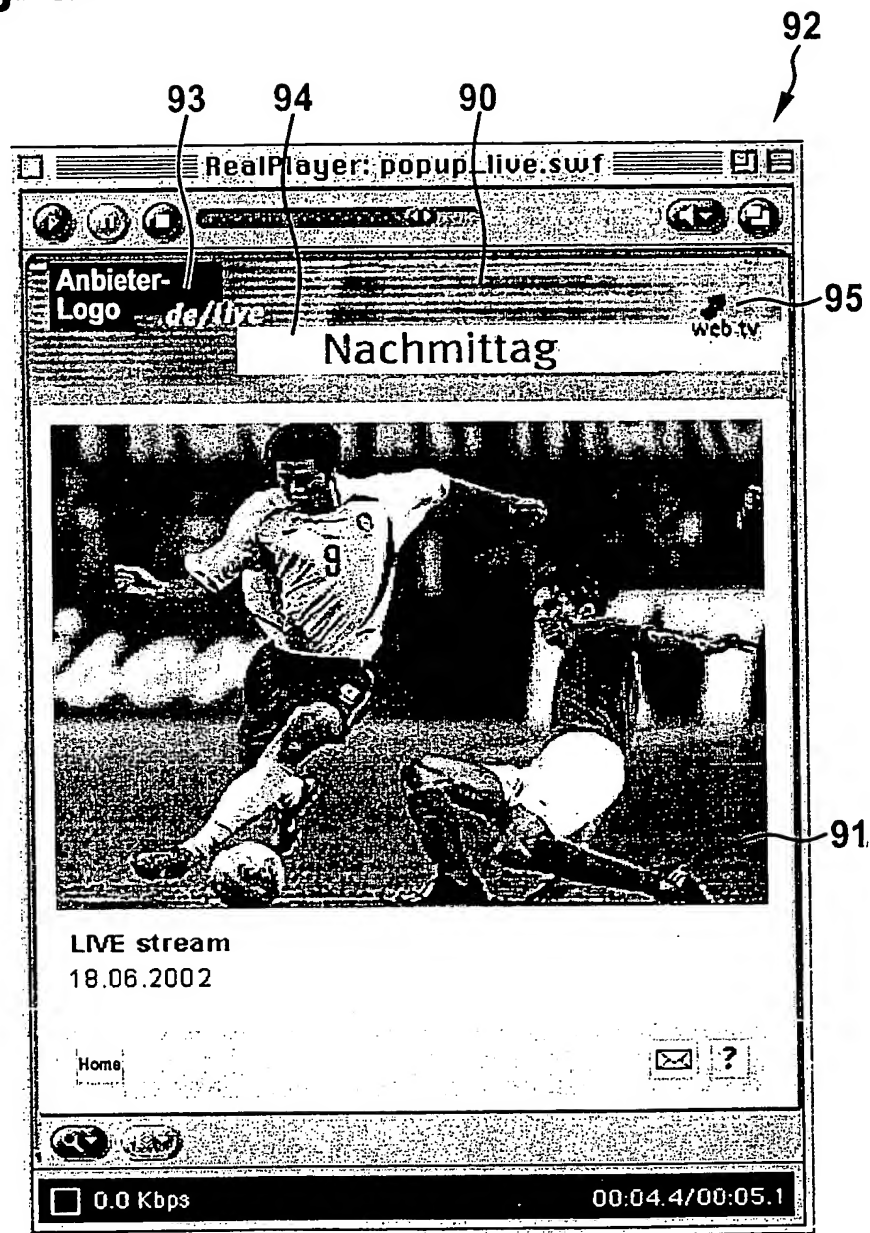 92
93 94 90
RealPlayer: popup_live.swf
Anbieter-
Logo de/live
95
web.tv
Nachmittag
9
91
LIVE stream
18.06.2002
Home
?
0.0 Kbps 00:04.4/00:05.1